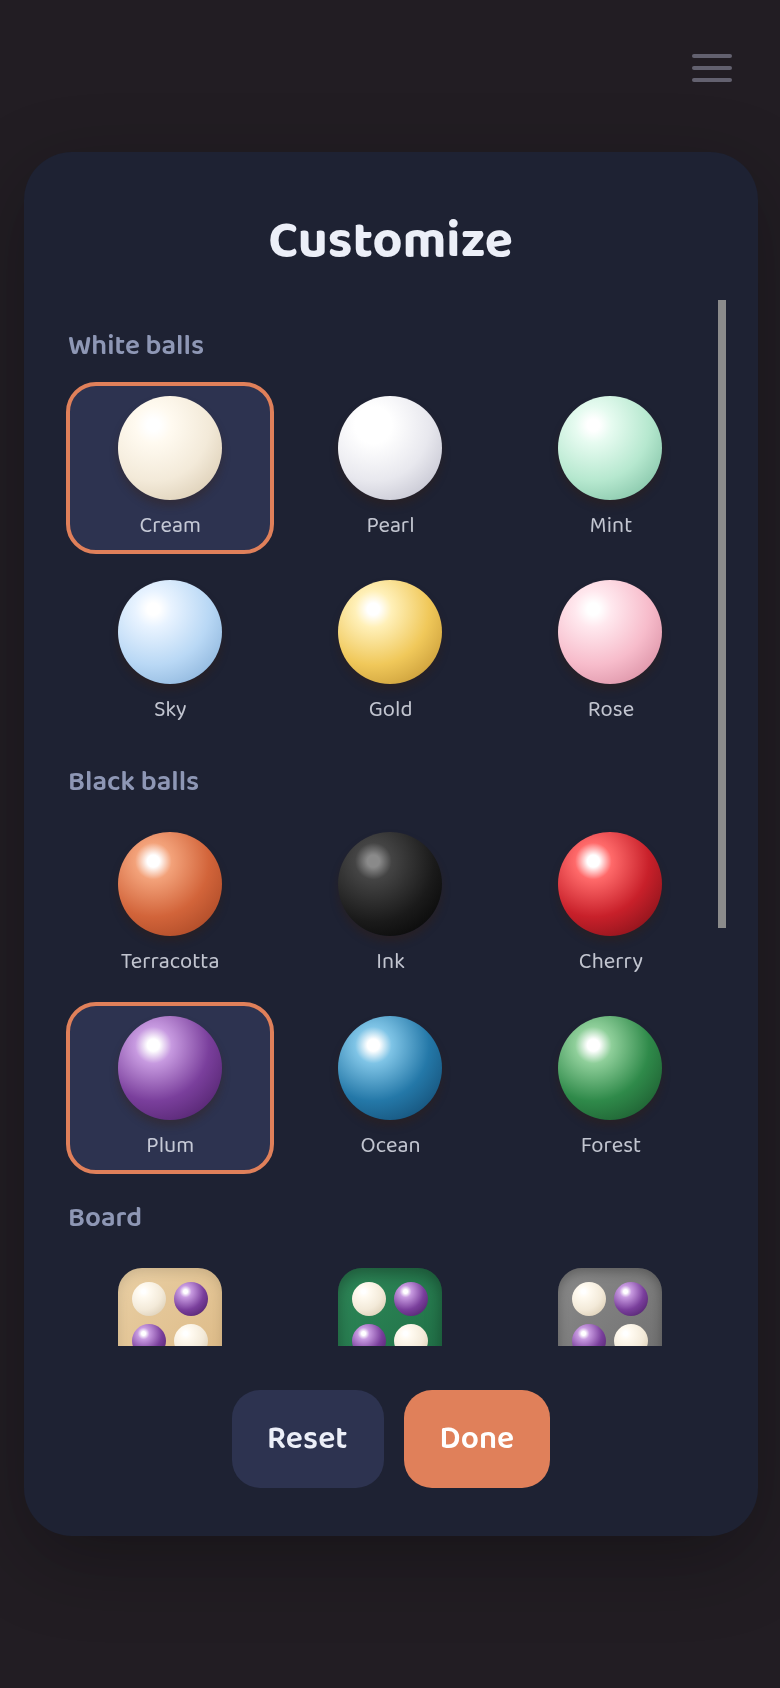 Customize
White balls
Cream Pearl Mint
Sky Gold Rose
Black balls
Terracotta Ink Cherry
Plum Ocean Forest
Board
Reset Done